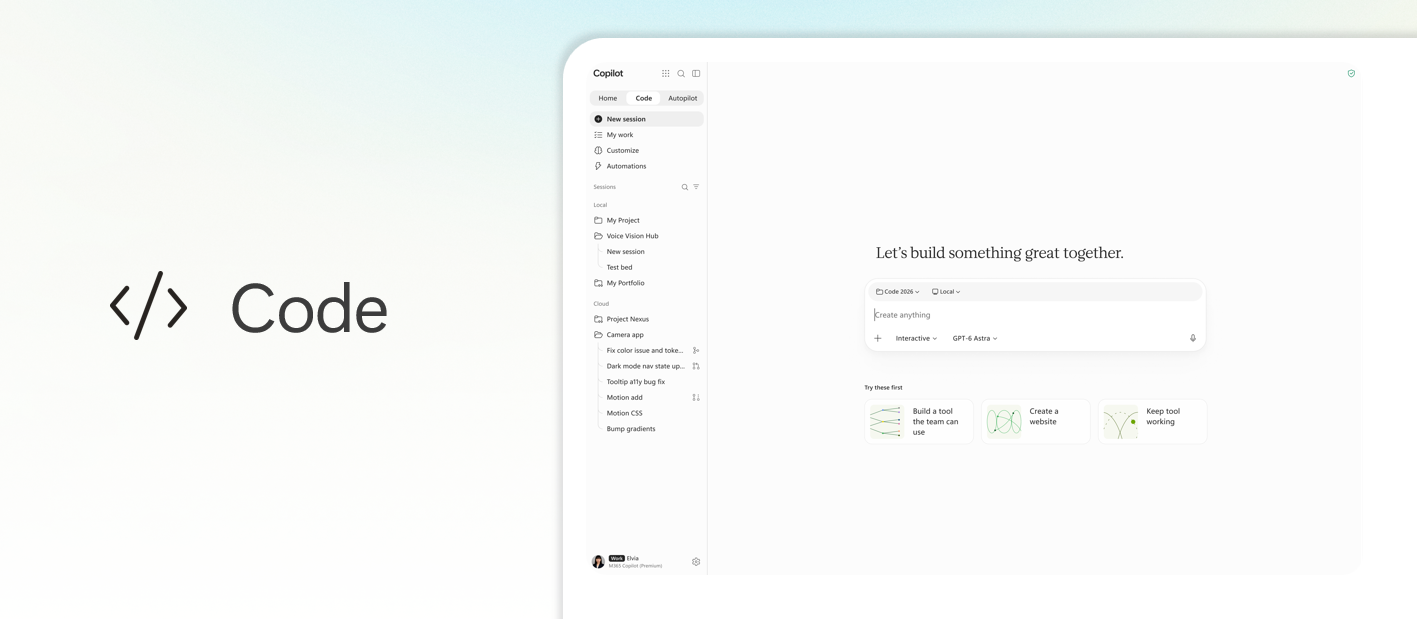 </> Code
Copilot
Home Code Autopilot
New session
My work
Customize
Automations
Sessions
Local
My Project
Voice Vision Hub
New session
Test bed
My Portfolio
Cloud
Project Nexus
Camera app
Fix color issue and toke...
Dark mode nav state up...
Tooltip a11y bug fix
Motion add
Motion CSS
Bump gradients
Work Elvia
M365 Copilot (Premium)
Let's build something great together.
Code 2026 Local
Create anything
Interactive GPT-6 Astra
Try these first
Build a tool
the team can
use
Create a
website
Keep tool
working